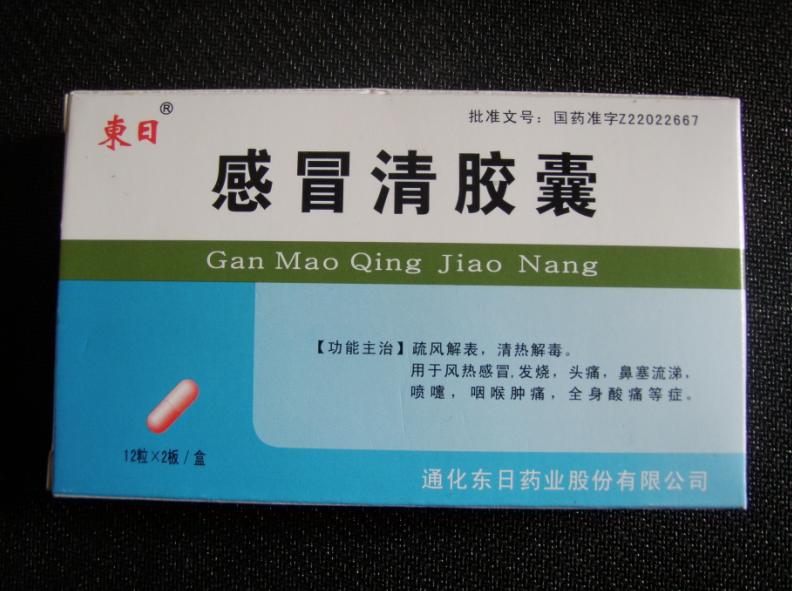 東日®
批准文号：国药准字Z22022667
感冒清胶囊
Gan Mao Qing Jiao Nang
【功能主治】疏风解表，清热解毒。
用于风热感冒,发烧，头痛，鼻塞流涕，
喷嚏，咽喉肿痛，全身酸痛等症。
12粒×2板/盒
通化东日药业股份有限公司